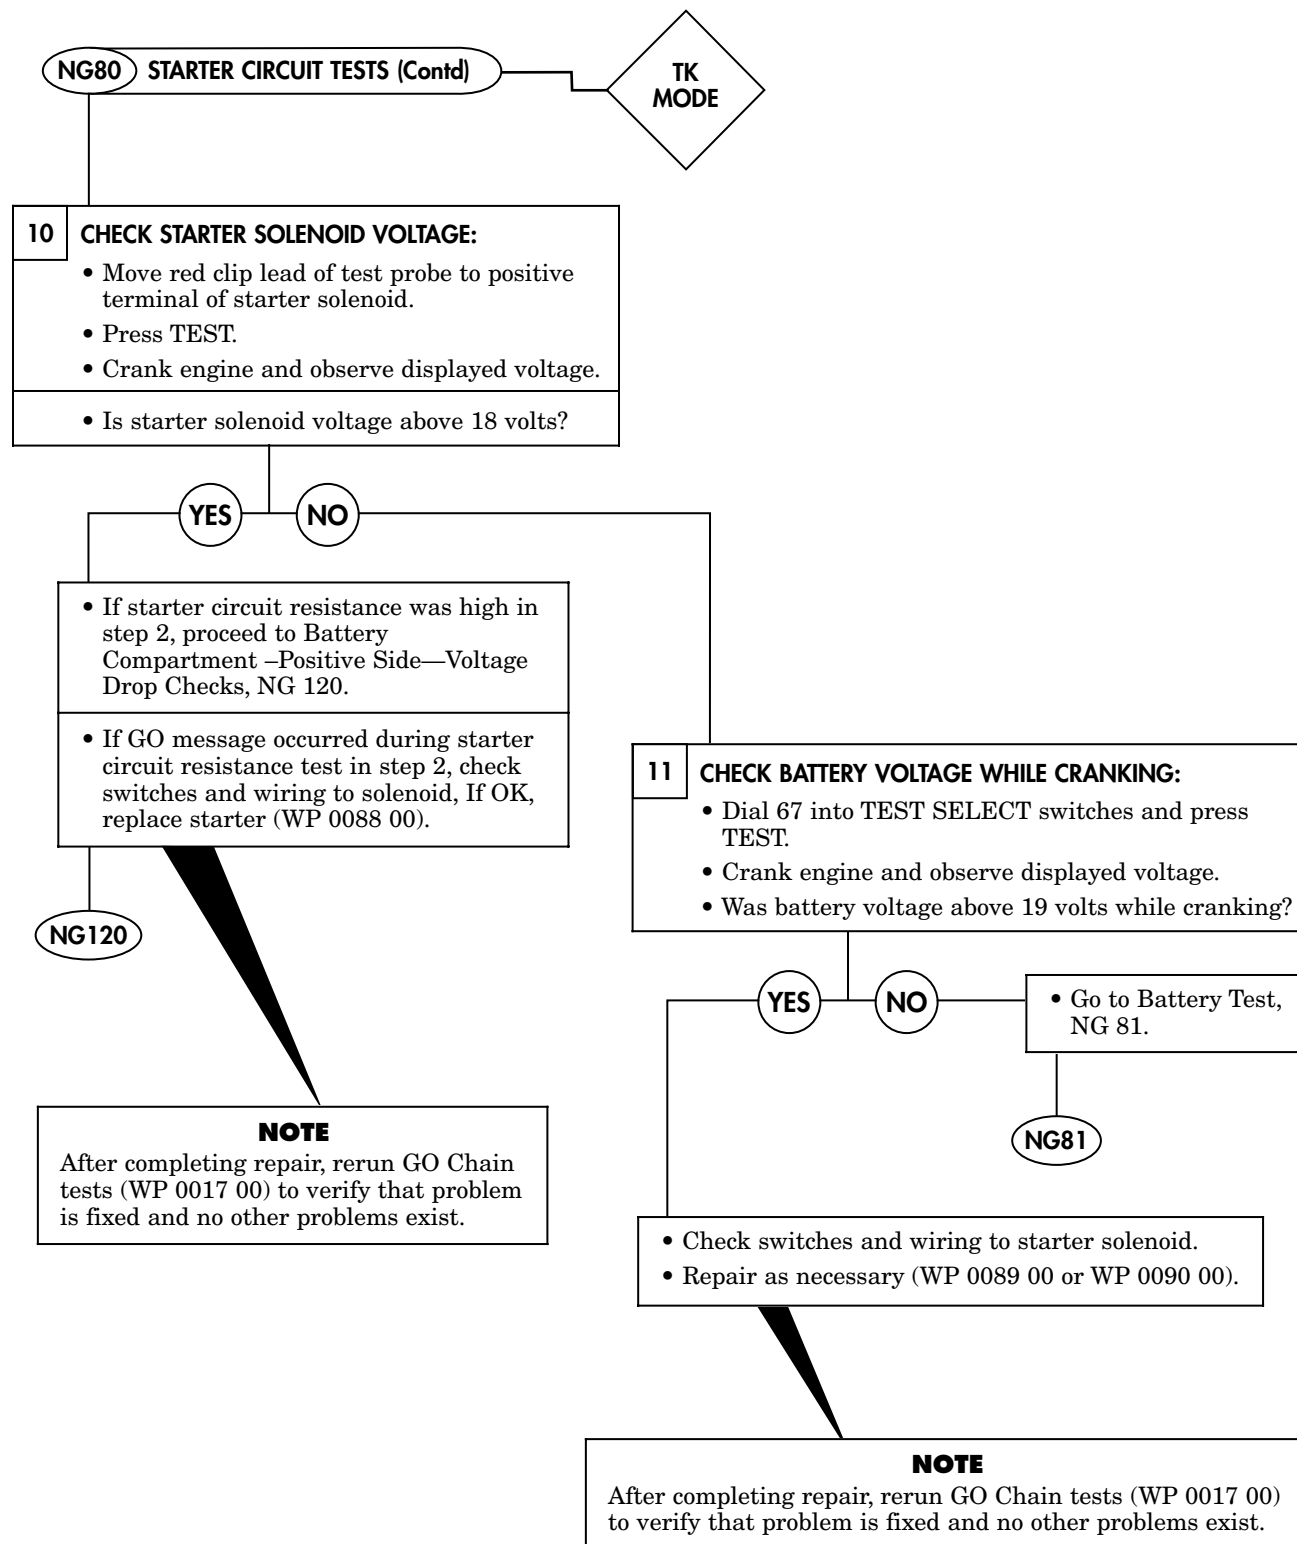 NG80 STARTER CIRCUIT TESTS (Contd)
TK
MODE
10 CHECK STARTER SOLENOID VOLTAGE:
• Move red clip lead of test probe to positive
terminal of starter solenoid.
• Press TEST.
• Crank engine and observe displayed voltage.
• Is starter solenoid voltage above 18 volts?
YES NO
• If starter circuit resistance was high in
step 2, proceed to Battery
Compartment –Positive Side—Voltage
Drop Checks, NG 120.
• If GO message occurred during starter
circuit resistance test in step 2, check
switches and wiring to solenoid, If OK,
replace starter (WP 0088 00).
NG120
NOTE
After completing repair, rerun GO Chain
tests (WP 0017 00) to verify that problem
is fixed and no other problems exist.
11 CHECK BATTERY VOLTAGE WHILE CRANKING:
• Dial 67 into TEST SELECT switches and press
TEST.
• Crank engine and observe displayed voltage.
• Was battery voltage above 19 volts while cranking?
YES NO
• Go to Battery Test,
NG 81.
NG81
• Check switches and wiring to starter solenoid.
• Repair as necessary (WP 0089 00 or WP 0090 00).
NOTE
After completing repair, rerun GO Chain tests (WP 0017 00)
to verify that problem is fixed and no other problems exist.